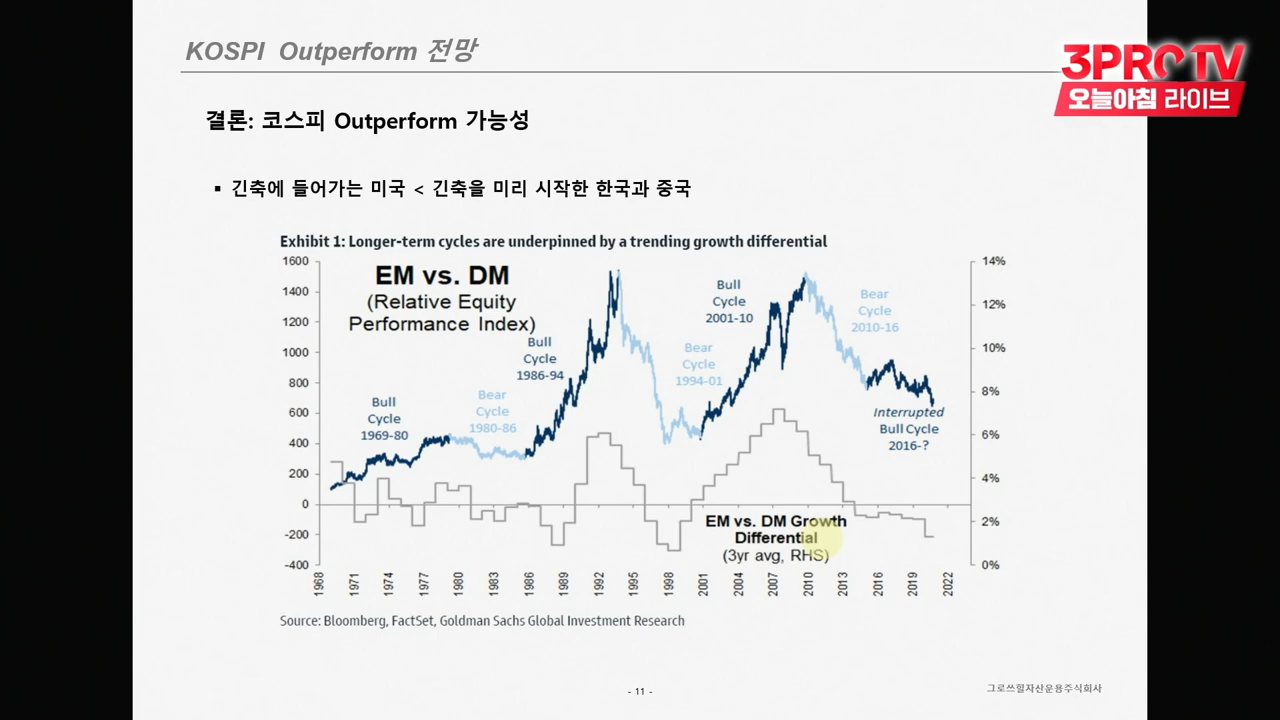 KOSPI Outperform 전망
3PRO TV
오늘아침 라이브
결론: 코스피 Outperform 가능성
▪ 긴축에 들어가는 미국 < 긴축을 미리 시작한 한국과 중국
Exhibit 1: Longer-term cycles are underpinned by a trending growth differential
EM vs. DM
(Relative Equity
Performance Index)
1600
1400
1200
1000
800
600
400
200
0
-200
-400
14%
12%
10%
8%
6%
4%
2%
0%
Bull
Cycle
1969-80
Bear
Cycle
1980-86
Bull
Cycle
1986-94
Bear
Cycle
1994-01
Bull
Cycle
2001-10
Bear
Cycle
2010-16
Interrupted
Bull Cycle
2016-?
EM vs. DM Growth
Differential
(3yr avg, RHS)
1968
1971
1974
1977
1980
1983
1986
1989
1992
1995
1998
2001
2004
2007
2010
2013
2016
2019
2022
Source: Bloomberg, FactSet, Goldman Sachs Global Investment Research
- 11 -
그로쓰힐자산운용주식회사